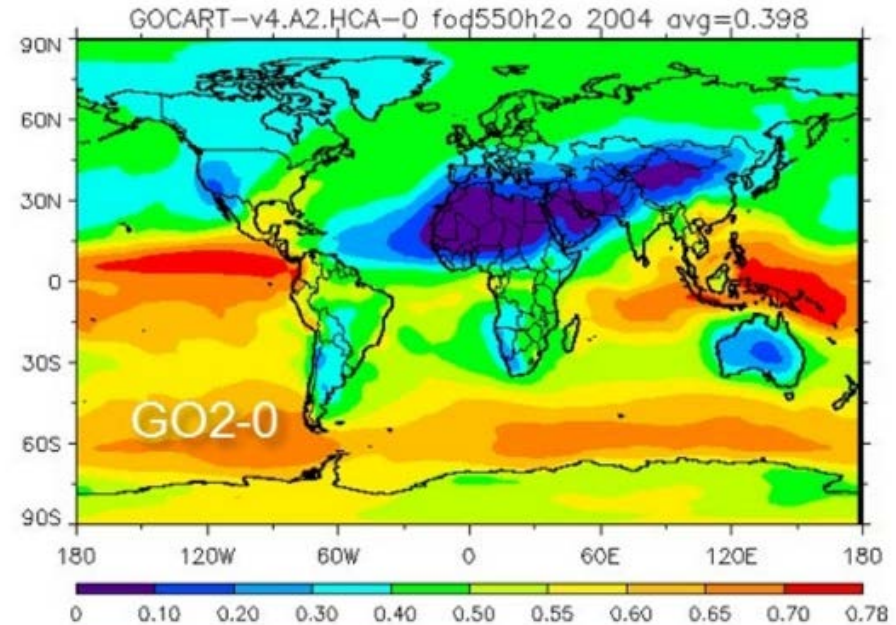 GOCART-v4.A2.HCA-0 fod550h2o 2004 avg=0.398
90N
60N
30N
0
30S
GO2-0
60S
90S
180 120W 60W 0 60E 120E 180
0 0.10 0.20 0.30 0.40 0.50 0.55 0.60 0.65 0.70 0.78